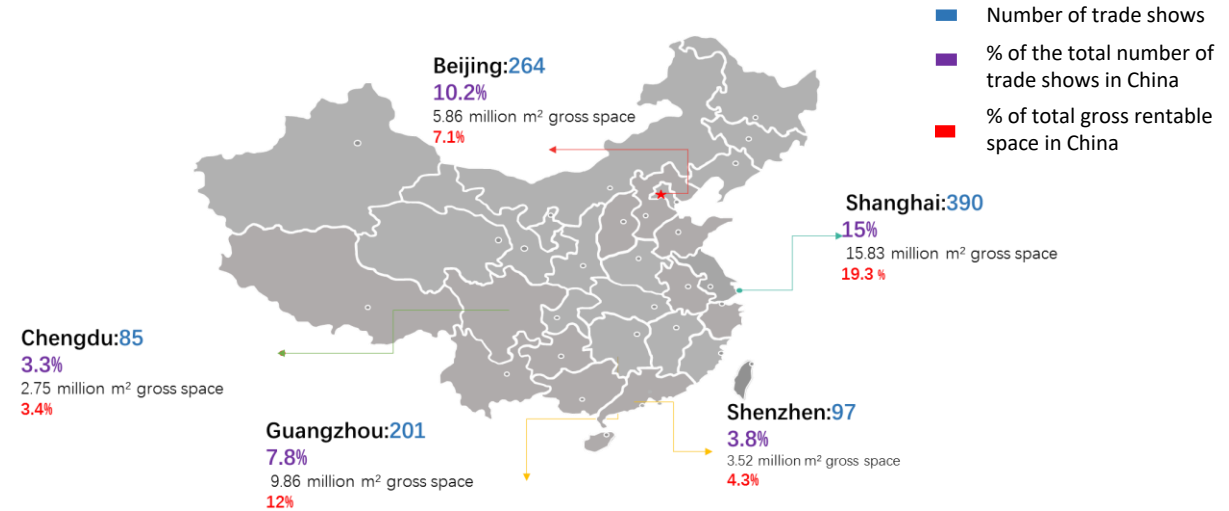 Number of trade shows
% of the total number of
trade shows in China
% of total gross rentable
space in China
Beijing:264
10.2%
5.86 million m² gross space
7.1%
Shanghai:390
15%
15.83 million m² gross space
19.3 %
Chengdu:85
3.3%
2.75 million m² gross space
3.4%
Guangzhou:201
7.8%
9.86 million m² gross space
12%
Shenzhen:97
3.8%
3.52 million m² gross space
4.3%